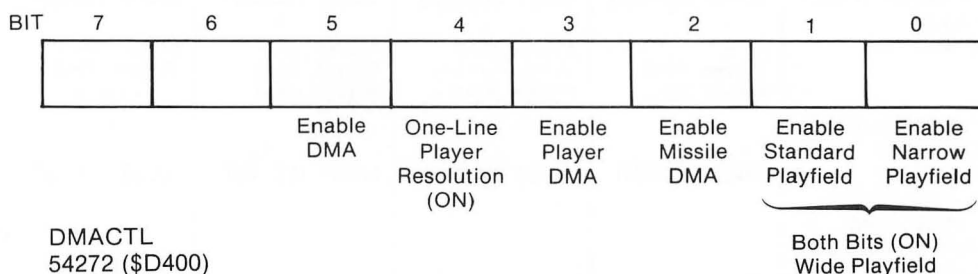 BIT 7 6 5 4 3 2 1 0
Enable DMA
One-Line Player Resolution (ON)
Enable Player DMA
Enable Missile DMA
Enable Standard Playfield
Enable Narrow Playfield
DMACTL
54272 ($D400)
Both Bits (ON)
Wide Playfield